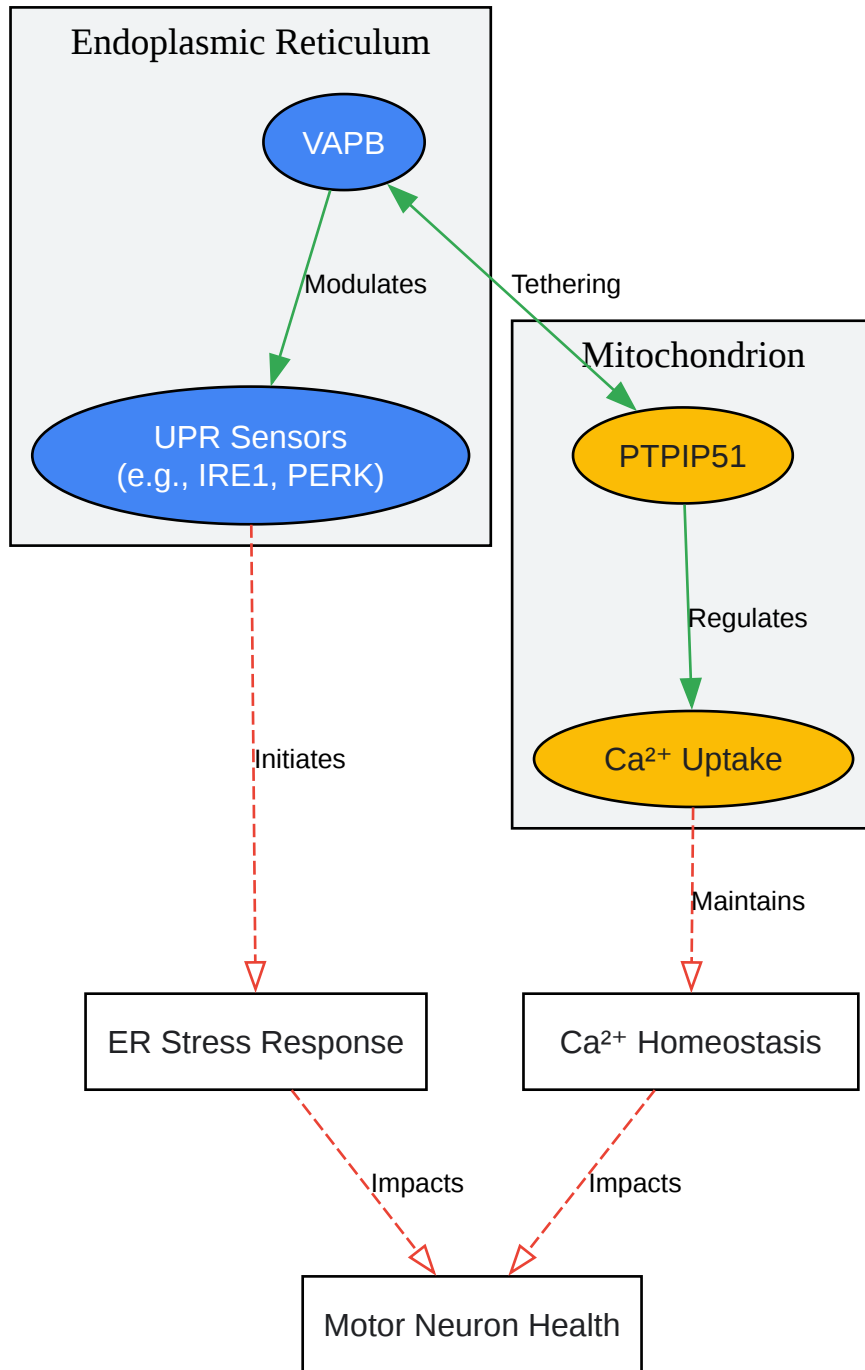 Endoplasmic Reticulum
VAPB
Modulates
Tethering
Mitochondrion
UPR Sensors
(e.g., IRE1, PERK)
PTPIP51
Regulates
Initiates
Ca²⁺ Uptake
Maintains
ER Stress Response
Ca²⁺ Homeostasis
Impacts
Impacts
Motor Neuron Health